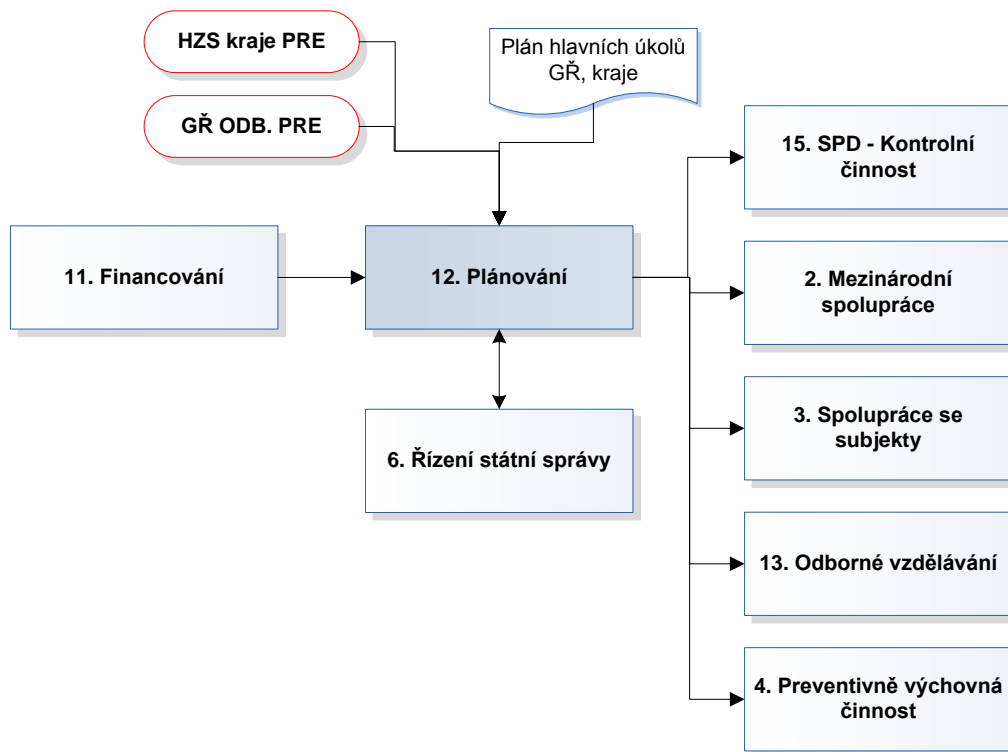 HZS kraje PRE
Plán hlavních úkolů
GŘ, kraje
GŘ ODB. PRE
15. SPD - Kontrolní
činnost
11. Financování
12. Plánování
2. Mezinárodní
spolupráce
6. Řízení státní správy
3. Spolupráce se
subjekty
13. Odborné vzdělávání
4. Preventivně výchovná
činnost